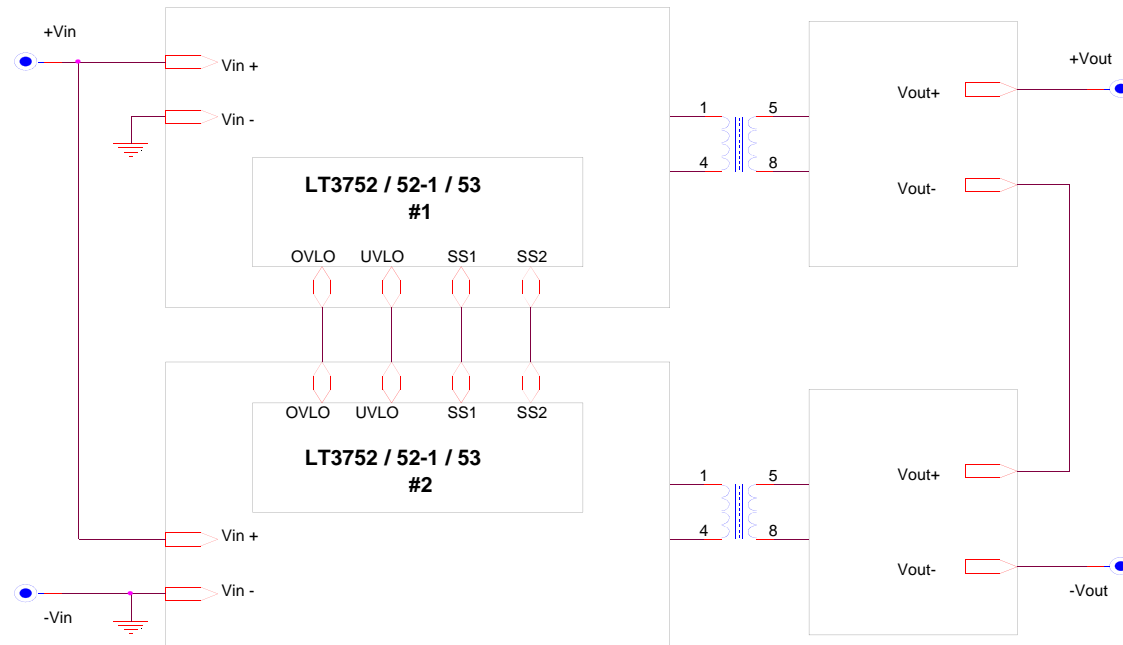 +Vin
+Vout
Vin +
Vout+
Vin -
1
5
4
8
Vout-
LT3752 / 52-1 / 53
#1
OVLO UVLO SS1 SS2
OVLO UVLO SS1 SS2
LT3752 / 52-1 / 53
#2
1
5
Vout+
4
8
Vin +
Vout-
Vin -
-Vin
-Vout